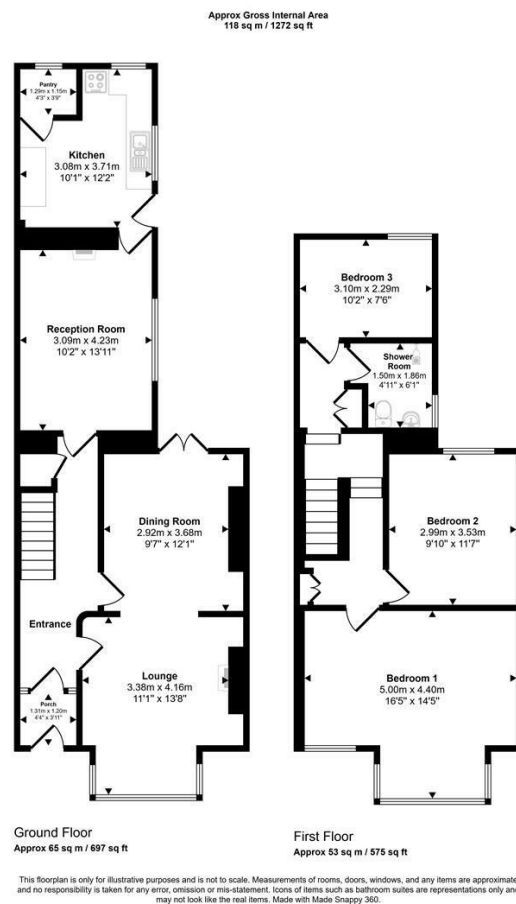 Approx Gross Internal Area
118 sq m / 1272 sq ft
Pantry
1.29m x 1.15m
4'3" x 3'9"
Kitchen
3.08m x 3.71m
10'1" x 12'2"
Reception Room
3.09m x 4.23m
10'2" x 13'11"
Dining Room
2.92m x 3.68m
9'7" x 12'1"
Entrance
Lounge
3.38m x 4.16m
11'1" x 13'8"
Porch
1.31m x 1.20m
4'4" x 3'11"
Ground Floor
Approx 65 sq m / 697 sq ft
Bedroom 3
3.10m x 2.29m
10'2" x 7'6"
Shower
Room
1.50m x 1.86m
4'11" x 6'1"
Bedroom 2
2.99m x 3.53m
9'10" x 11'7"
Bedroom 1
5.00m x 4.40m
16'5" x 14'5"
First Floor
Approx 53 sq m / 575 sq ft
This floorplan is only for illustrative purposes and is not to scale. Measurements of rooms, doors, windows, and any items are approximate
and no responsibility is taken for any error, omission or mis-statement. Icons of items such as bathroom suites are representations only and
may not look like the real items. Made with Made Snappy 360.